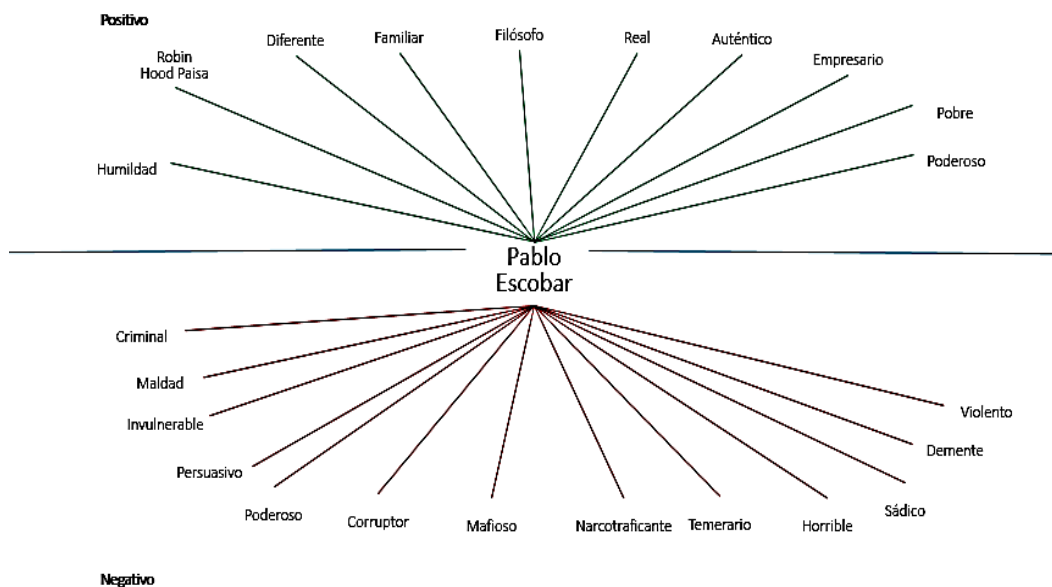 Positivo
Robin
Hood Paisa
Diferente
Familiar
Filósofo
Real
Auténtico
Empresario
Pobre
Humildad
Poderoso
Pablo
Escobar
Criminal
Maldad
Invulnerable
Persuasivo
Poderoso
Corruptor
Mafioso
Narcotraficante
Temerario
Horrible
Sádico
Demente
Violento
Negativo